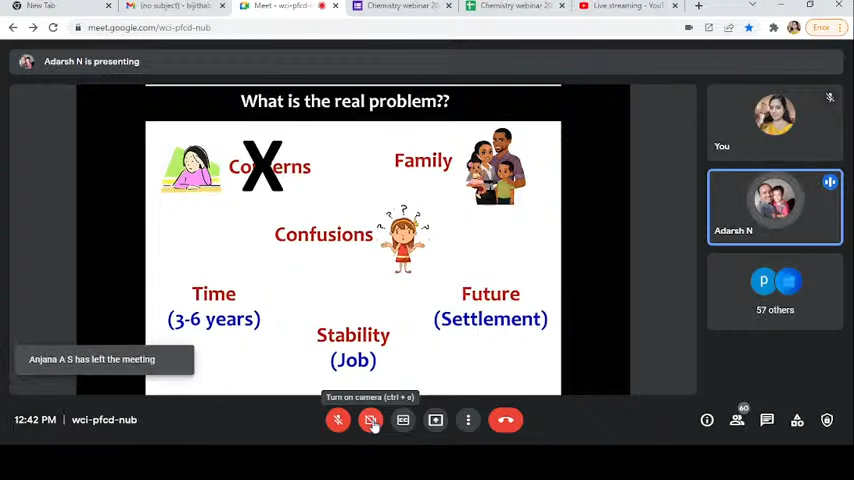 New Tab
(no subject) - bijithab
Meet - wci-pfcd-
Chemistry webinar 20
Chemistry webinar 20
Live streaming - YouT
meet.google.com/wci-pfcd-nub
Error
Adarsh N is presenting
What is the real problem??
Family
Confusions
Time
(3-6 years)
Future
(Settlement)
Stability
(Job)
You
Adarsh N
p
57 others
Anjana A S has left the meeting
Turn on camera (ctrl + e)
12:42 PM | wci-pfcd-nub
60